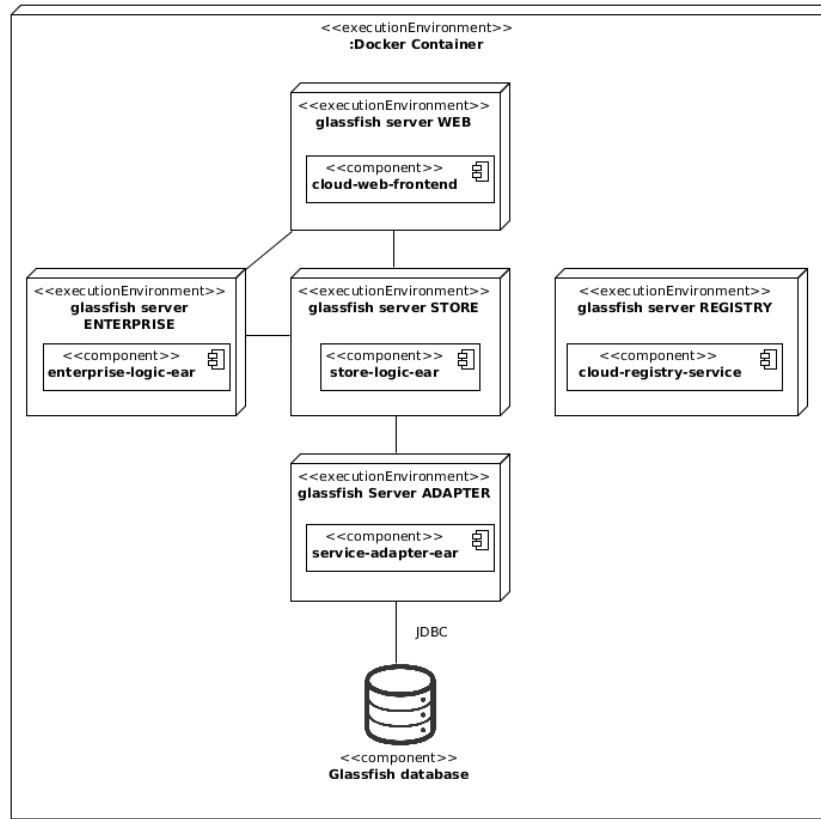 <<executionEnvironment>>
:Docker Container
<<executionEnvironment>>
glassfish server WEB
<<component>>
cloud-web-frontend
<<executionEnvironment>>
glassfish server
ENTERPRISE
<<component>>
enterprise-logic-ear
<<executionEnvironment>>
glassfish server STORE
<<component>>
store-logic-ear
<<executionEnvironment>>
glassfish server REGISTRY
<<component>>
cloud-registry-service
<<executionEnvironment>>
glassfish Server ADAPTER
<<component>>
service-adapter-ear
JDBC
<<component>>
Glassfish database